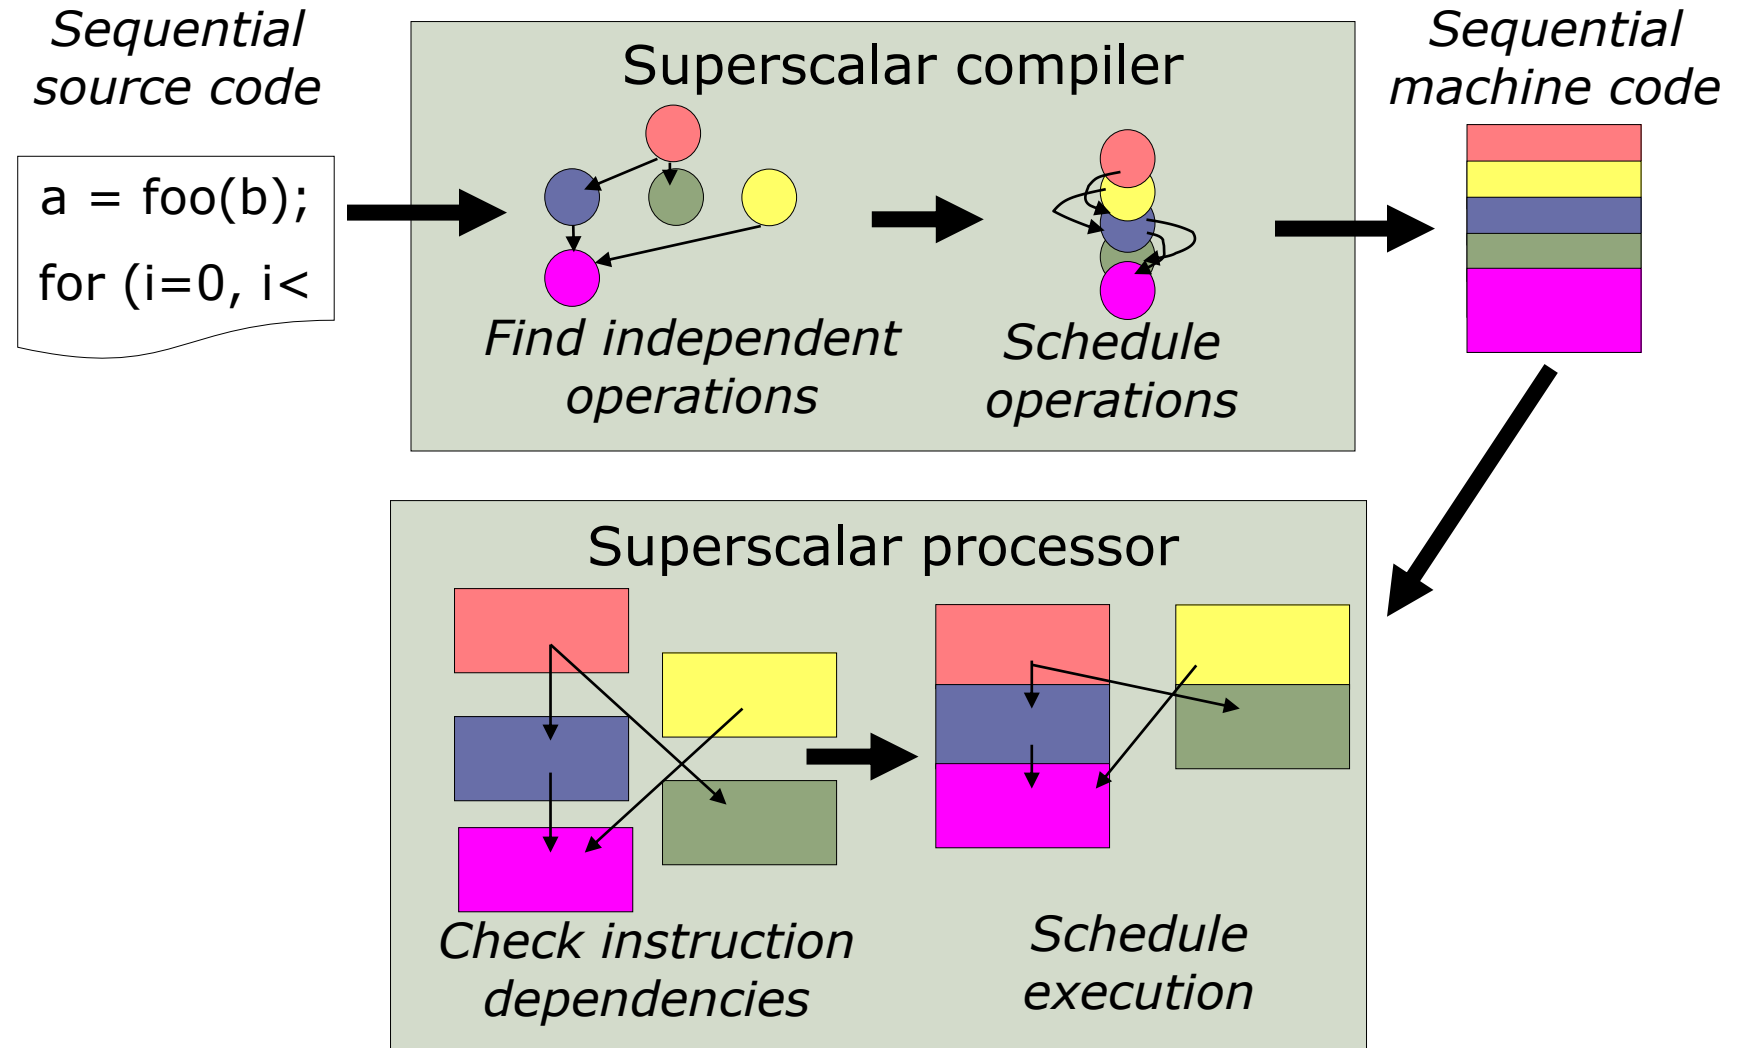 Sequential
source code
a = foo(b);
for (i=0, i<
Superscalar compiler
Find independent
operations
Schedule
operations
Sequential
machine code
Superscalar processor
Check instruction
dependencies
Schedule
execution